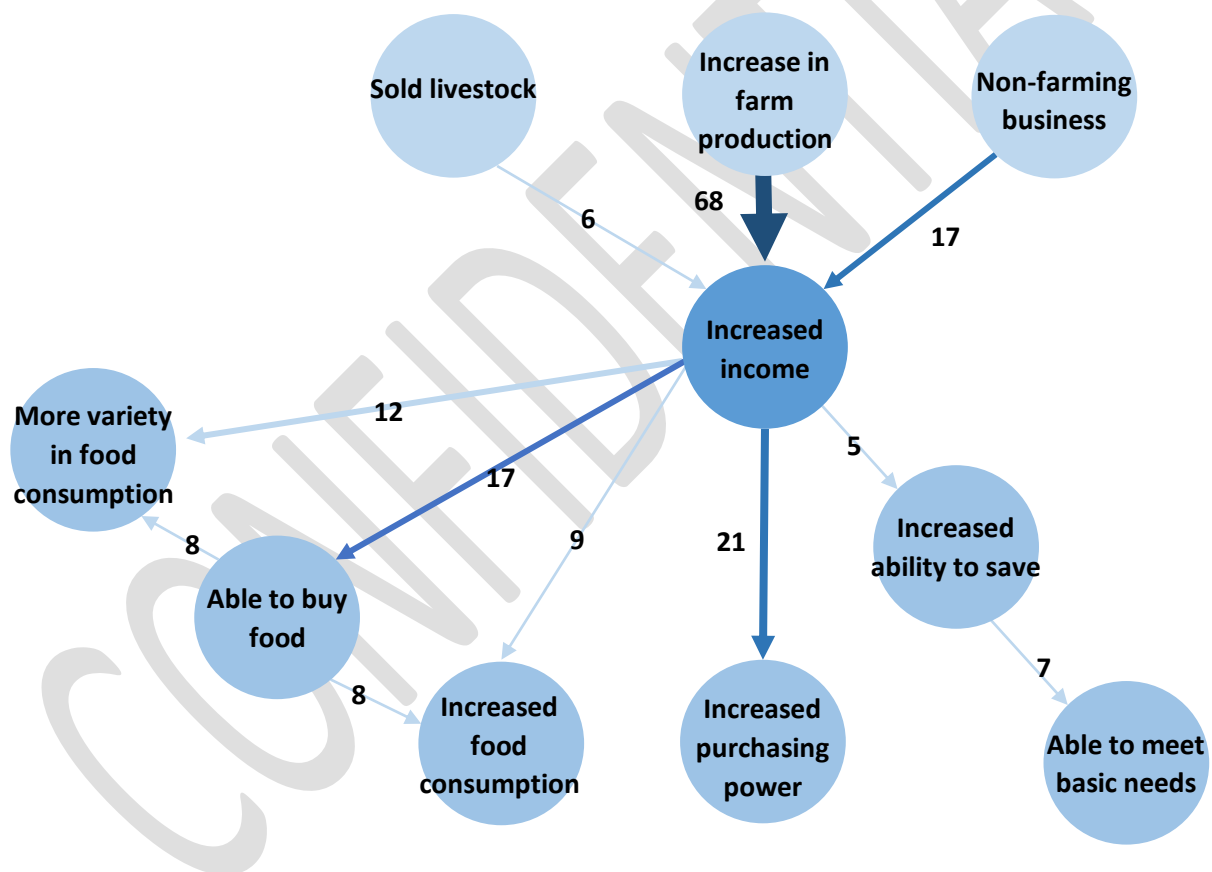 Sold livestock
Increase in
farm
production
Non-farming
business
68
6
17
Increased
income
More variety
in food
consumption
12
17
9
21
5
8
Able to buy
food
8
Increased
food
consumption
Increased
purchasing
power
Increased
ability to save
7
Able to meet
basic needs
CONFIDENTIA